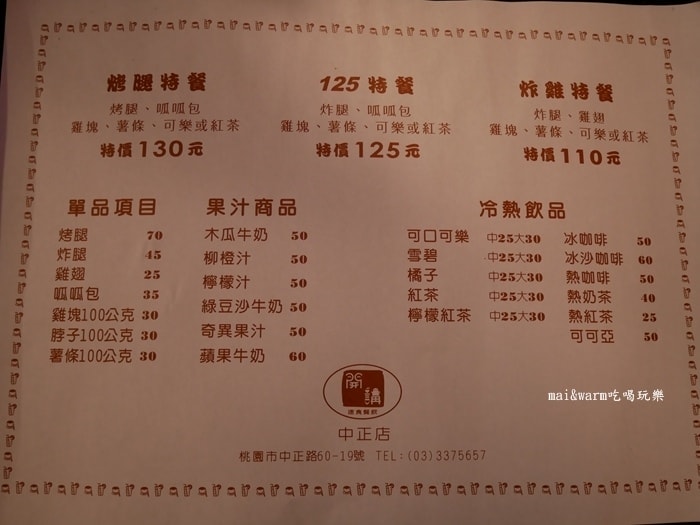 烤腿特餐
烤腿、呱呱包
雞塊、薯條、可樂或紅茶
特價130元
125特餐
炸腿、呱呱包
雞塊、薯條、可樂或紅茶
特價125元
炸雞特餐
炸腿、雞翅
雞塊、薯條、可樂或紅茶
特價110元
單品項目
烤腿 70
炸腿 45
雞翅 25
呱呱包 35
雞塊100公克 30
脖子100公克 30
薯條100公克 30
果汁商品
木瓜牛奶 50
柳橙汁 50
檸檬汁 50
綠豆沙牛奶 50
奇異果汁 50
蘋果牛奶 60
冷熱飲品
可口可樂 中25大30
雪碧 中25大30
橘子 中25大30
紅茶 中25大30
檸檬紅茶 中25大30
冰咖啡 50
冰沙咖啡 60
熱咖啡 50
熱奶茶 40
熱紅茶 25
可可亞 50
開講
速食餐飲
中正店
桃園市中正路60-19號 TEL:(03)3375657
mai&warm吃喝玩樂